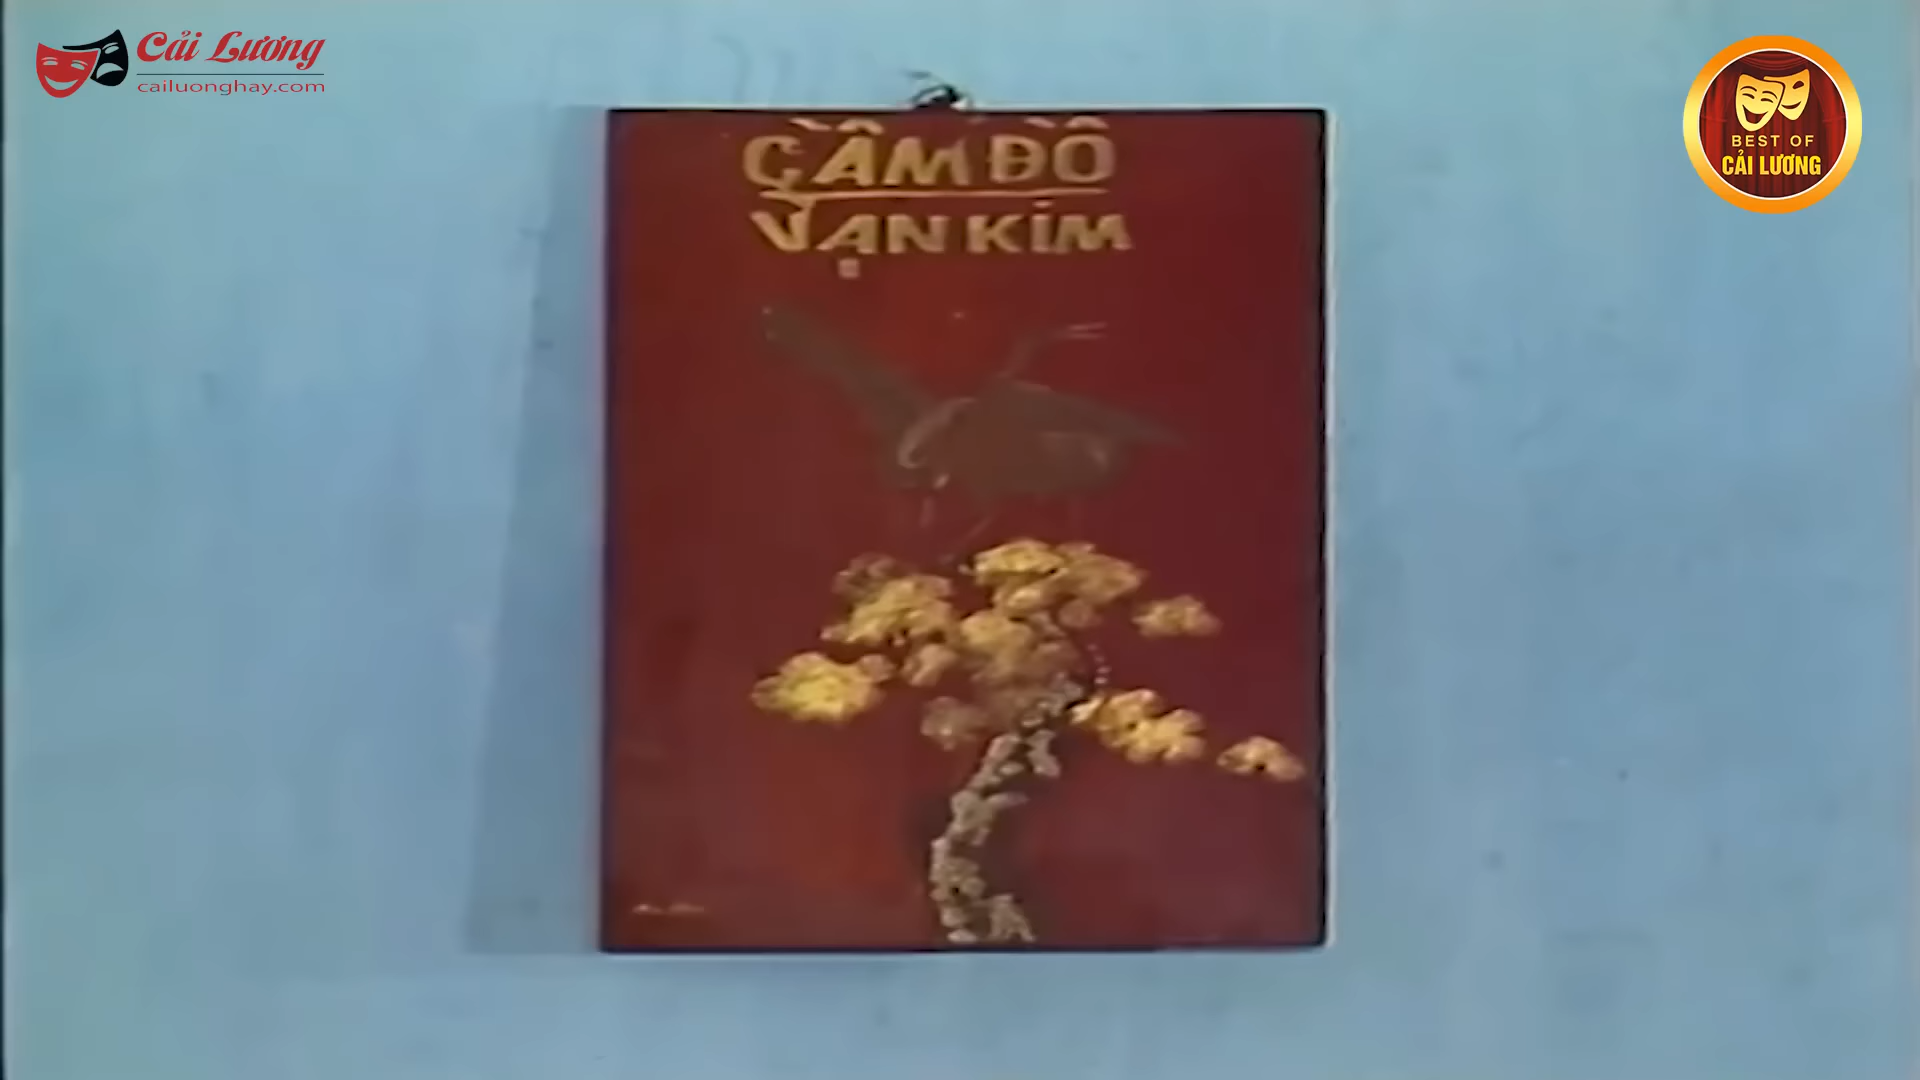 Cải Lương
cailuonghay.com
BEST OF
CẢI LƯƠNG
CẦM ĐỒ
VẠN KIM